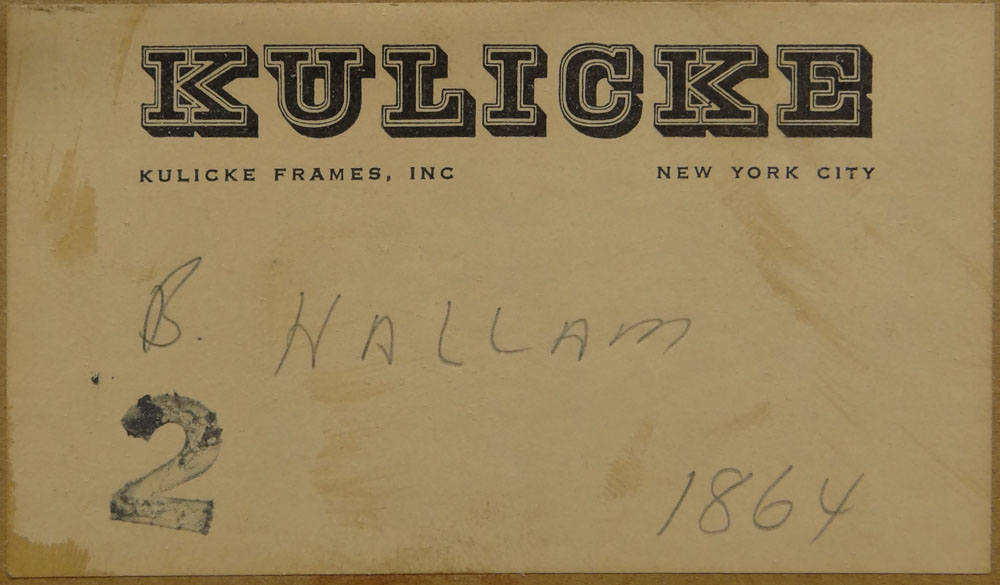 KULICKE
KULICKE FRAMES, INC NEW YORK CITY
B. HALLAM
2
1864